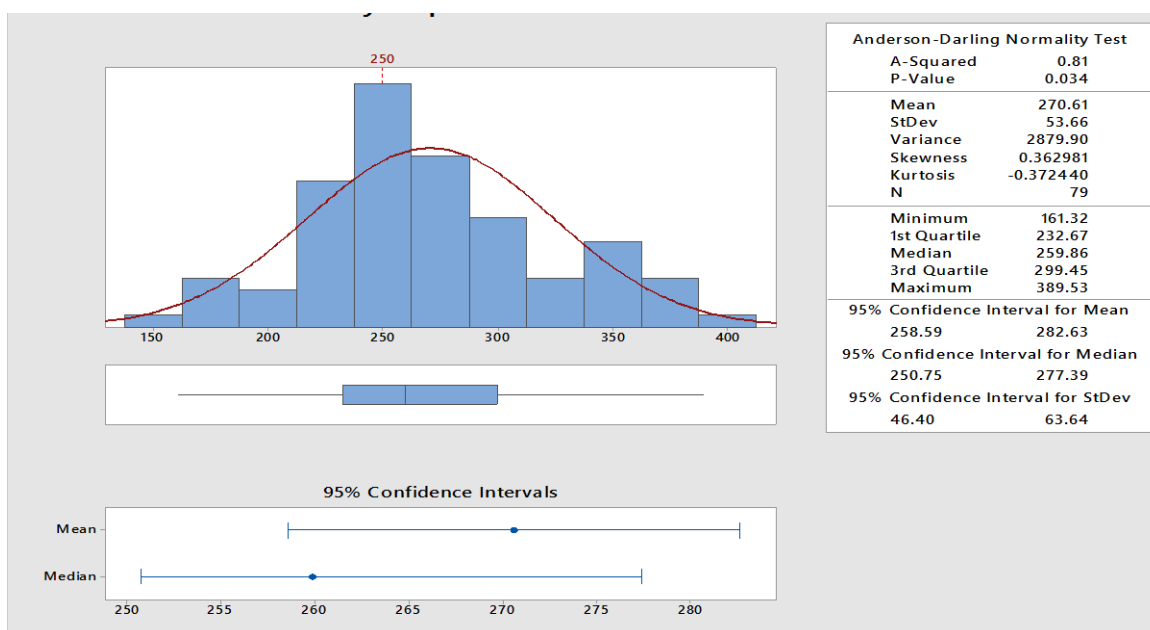 250
150 200 250 300 350 400
Anderson-Darling Normality Test
A-Squared 0.81
P-Value 0.034
Mean 270.61
StDev 53.66
Variance 2879.90
Skewness 0.362981
Kurtosis -0.372440
N 79
Minimum 161.32
1st Quartile 232.67
Median 259.86
3rd Quartile 299.45
Maximum 389.53
95% Confidence Interval for Mean
258.59 282.63
95% Confidence Interval for Median
250.75 277.39
95% Confidence Interval for StDev
46.40 63.64
95% Confidence Intervals
Mean
Median
250 255 260 265 270 275 280